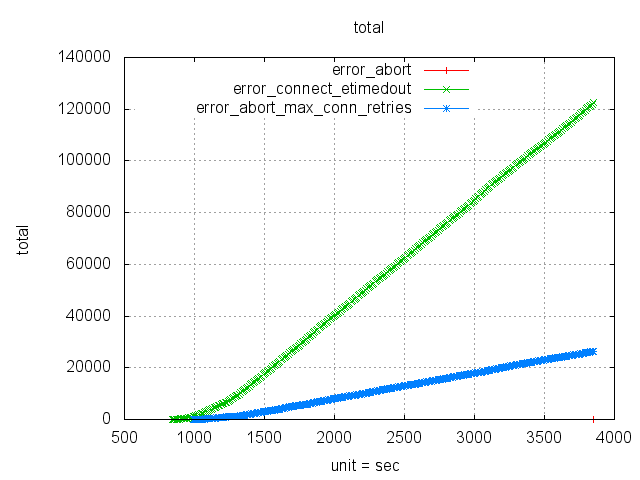 total
140000
120000
100000
80000
60000
40000
20000
0
total
error_abort
error_connect_etimedout
error_abort_max_conn_retries
500 1000 1500 2000 2500 3000 3500 4000
unit = sec